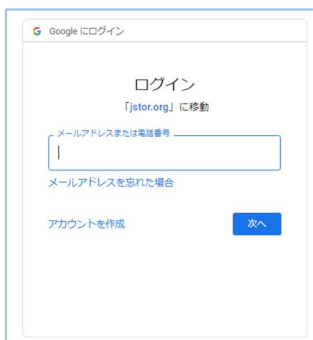 Google にログイン
ログイン
「jstor.org」に移動
メールアドレスまたは電話番号
メールアドレスを忘れた場合
アカウントを作成
次へ